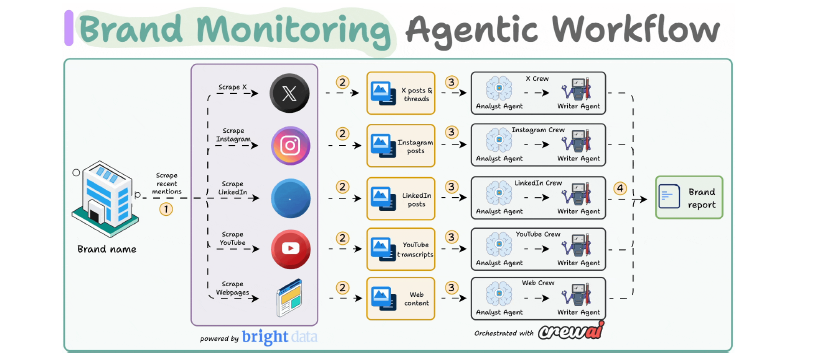 Brand Monitoring Agentic Workflow
Brand name
Scrape
recent
mentions
1
Scrape X
X
2
X posts &
threads
3
X Crew
Analyst Agent
Writer Agent
Scrape
Instagram
2
Instagram
posts
3
Instagram Crew
Analyst Agent
Writer Agent
Scrape
LinkedIn
2
LinkedIn
posts
3
LinkedIn Crew
Analyst Agent
Writer Agent
Scrape
YouTube
2
YouTube
transcripts
3
YouTube Crew
Analyst Agent
Writer Agent
Scrape
Webpages
2
Web
content
3
Web Crew
Analyst Agent
Writer Agent
4
Brand
report
powered by bright data
Orchestrated with crewai